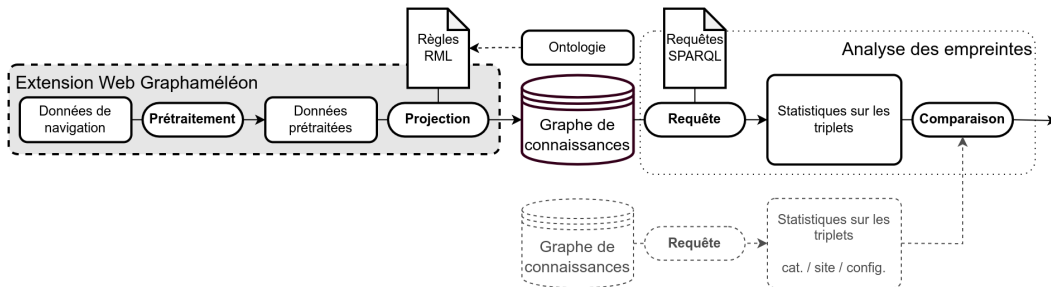 Règles
RML
Ontologie
Requêtes
SPARQL
Analyse des empreintes
Extension Web Graphaméléon
Données de
navigation
Prétraitement
Données
prétraitées
Projection
Graphe de
connaissances
Requête
Statistiques sur les
triplets
Comparaison
Graphe de
connaissances
Requête
Statistiques sur les
triplets
cat. / site / config.